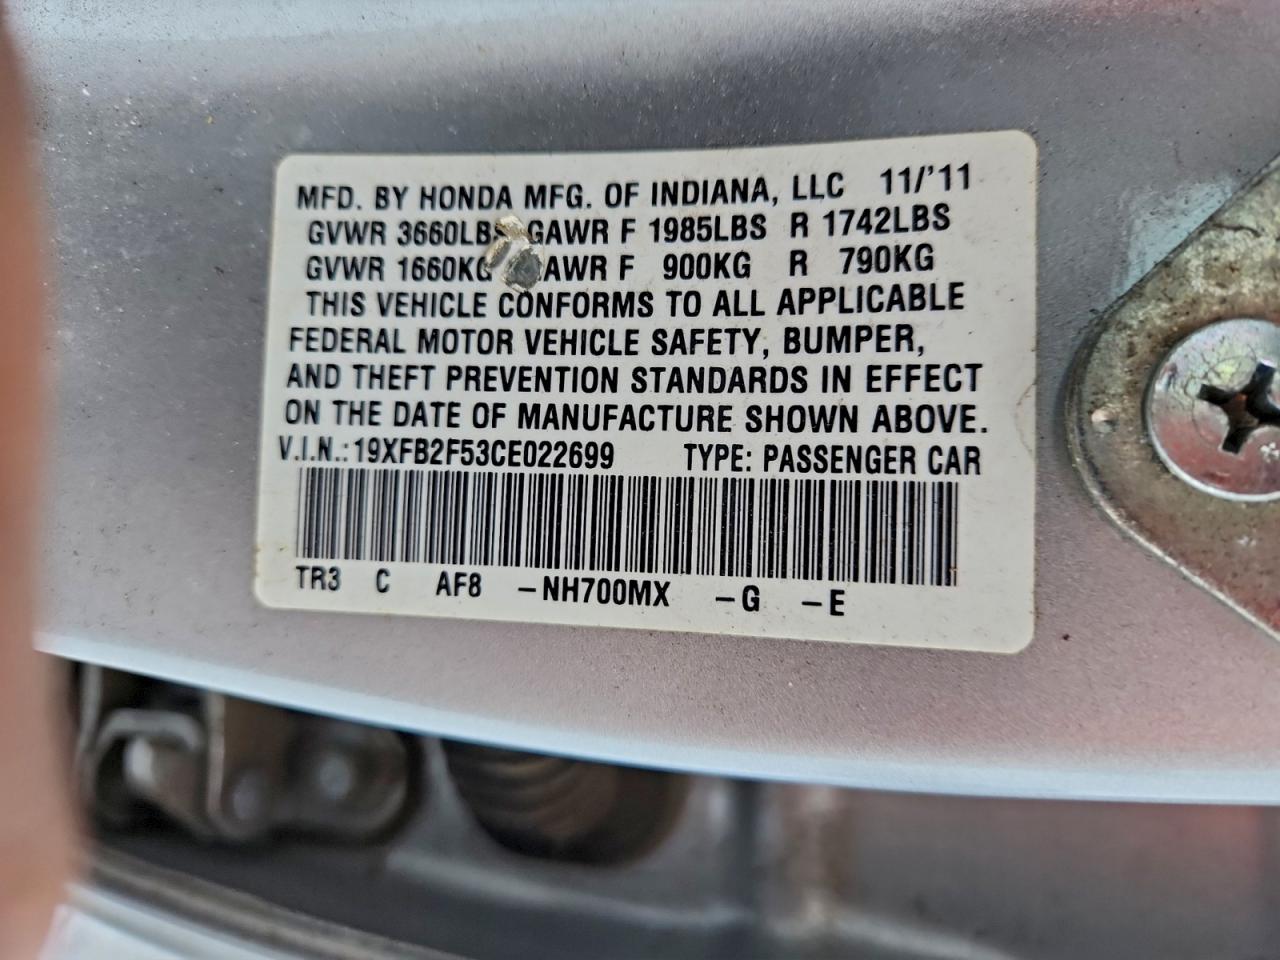 MFD. BY HONDA MFG. OF INDIANA, LLC 11/'11
GVWR 3660LBS GAWR F 1985LBS R 1742LBS
GVWR 1660KG AWR F 900KG R 790KG
THIS VEHICLE CONFORMS TO ALL APPLICABLE
FEDERAL MOTOR VEHICLE SAFETY, BUMPER,
AND THEFT PREVENTION STANDARDS IN EFFECT
ON THE DATE OF MANUFACTURE SHOWN ABOVE.
V.I.N.:19XFB2F53CE022699 TYPE: PASSENGER CAR
TR3 C AF8 -NH700MX -G -E